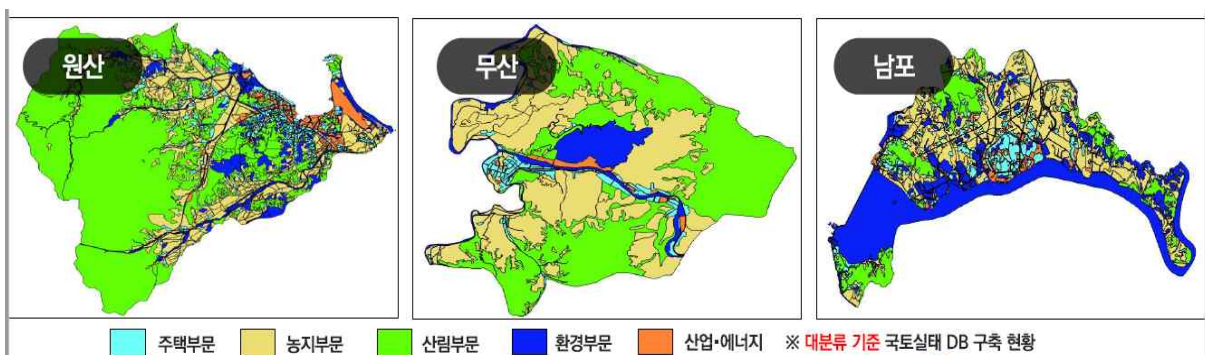 원산
무산
남포
주택부문
농지부문
산림부문
환경부문
산업•에너지
※ 대분류 기준 국토실태 DB 구축 현황